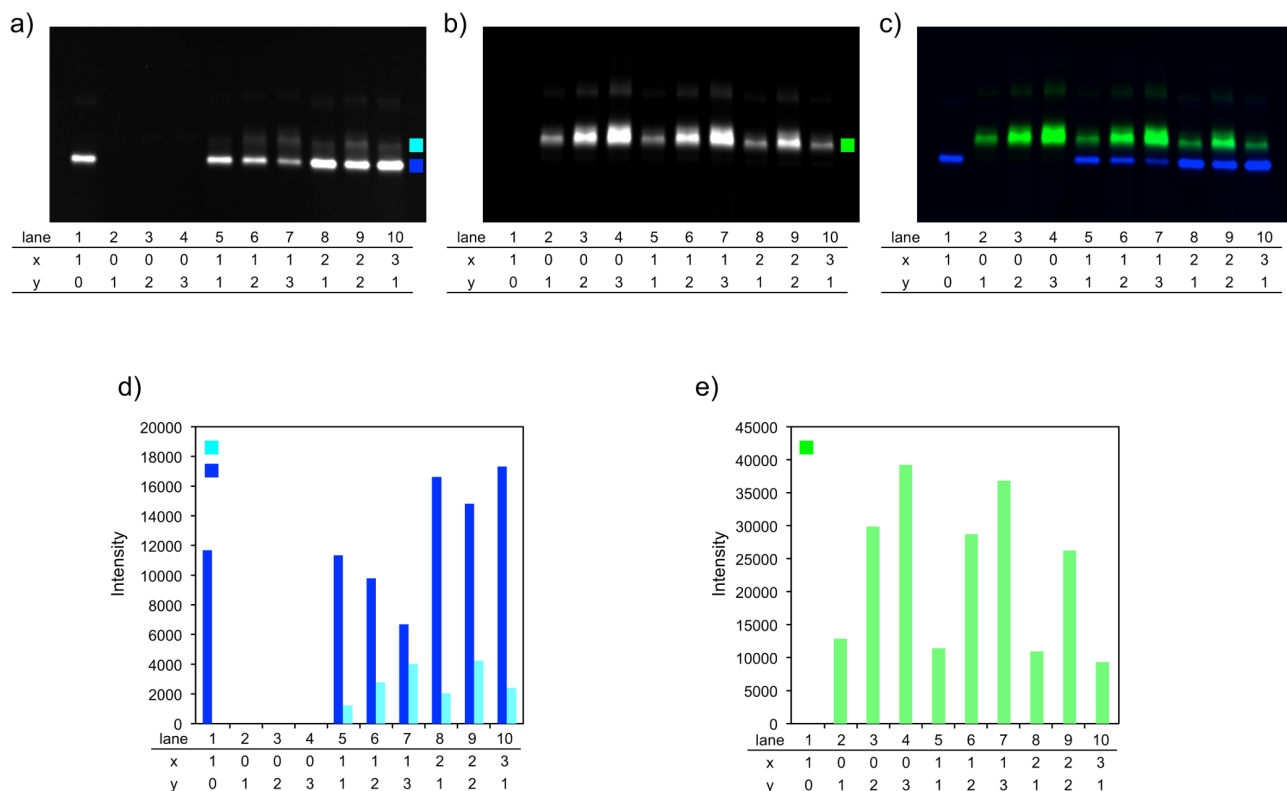 a)
b)
c)
lane 1 2 3 4 5 6 7 8 9 10
x 1 0 0 0 1 1 1 2 2 3
y 0 1 2 3 1 2 3 1 2 1
lane 1 2 3 4 5 6 7 8 9 10
x 1 0 0 0 1 1 1 2 2 3
y 0 1 2 3 1 2 3 1 2 1
lane 1 2 3 4 5 6 7 8 9 10
x 1 0 0 0 1 1 1 2 2 3
y 0 1 2 3 1 2 3 1 2 1
d)
20000
18000
16000
14000
12000
10000
8000
6000
4000
2000
0
Intensity
lane 1 2 3 4 5 6 7 8 9 10
x 1 0 0 0 1 1 1 2 2 3
y 0 1 2 3 1 2 3 1 2 1
e)
45000
40000
35000
30000
25000
20000
15000
10000
5000
0
Intensity
lane 1 2 3 4 5 6 7 8 9 10
x 1 0 0 0 1 1 1 2 2 3
y 0 1 2 3 1 2 3 1 2 1